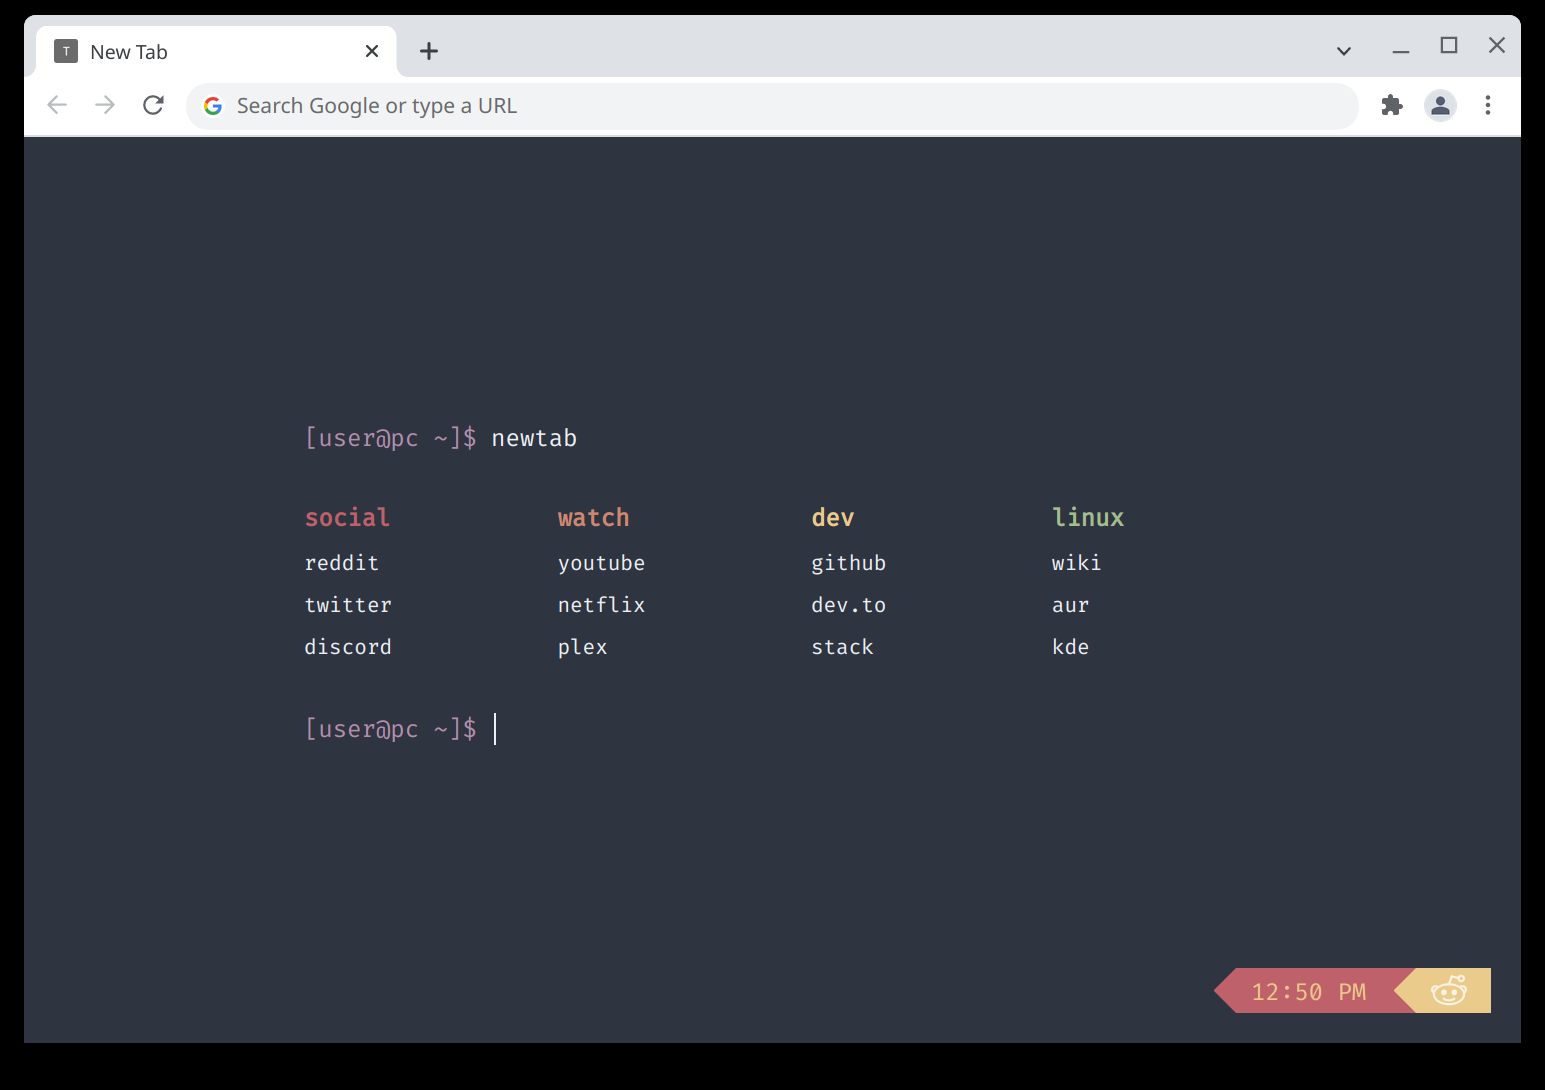 T New Tab
Search Google or type a URL
[user@pc ~]$ newtab
social watch dev linux
reddit youtube github wiki
twitter netflix dev.to aur
discord plex stack kde
[user@pc ~]$
12:50 PM